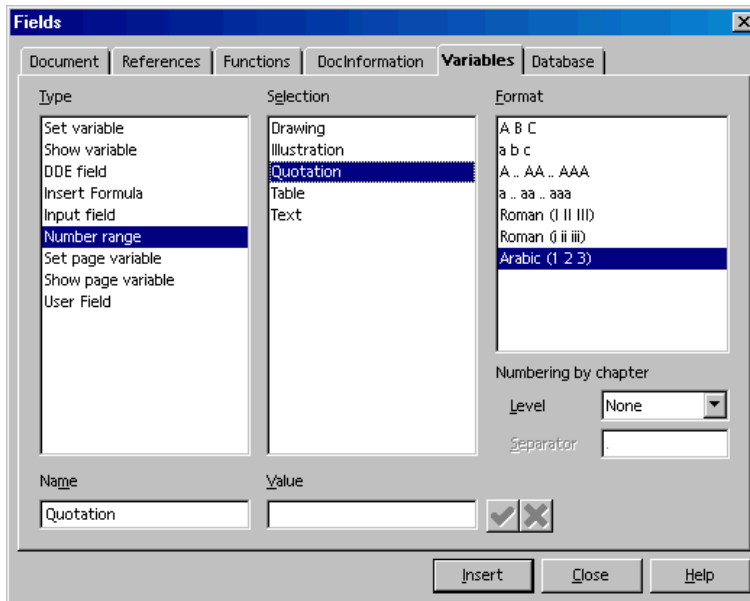 Fields
Document References Functions DocInformation Variables Database
Type Selection Format
Set variable
Show variable
DDE field
Insert Formula
Input field
Number range
Set page variable
Show page variable
User Field
Drawing
Illustration
Quotation
Table
Text
A B C
a b c
A .. AA .. AAA
a .. aa .. aaa
Roman (I II III)
Roman (i ii iii)
Arabic (1 2 3)
Numbering by chapter
Level None
Separator .
Name Value
Quotation
Insert Close Help